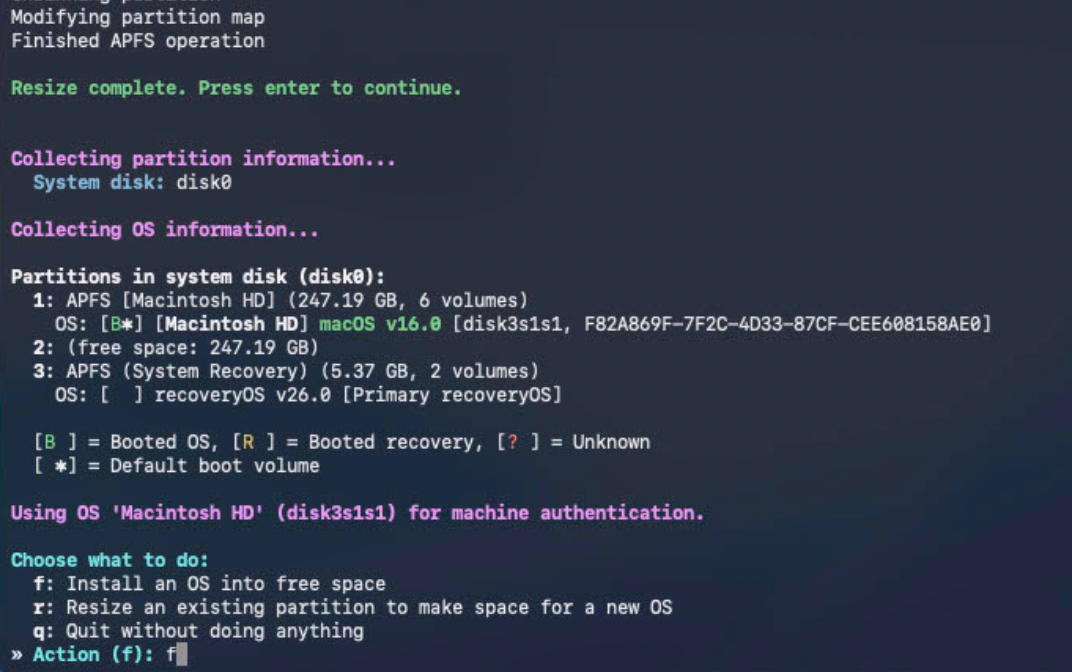 Modifying partition map
Finished APFS operation
Resize complete. Press enter to continue.
Collecting partition information...
System disk: disk0
Collecting OS information...
Partitions in system disk (disk0):
1: APFS [Macintosh HD] (247.19 GB, 6 volumes)
OS: [B*] [Macintosh HD] macOS v16.0 [disk3s1s1, F82A869F-7F2C-4D33-87CF-CEE608158AE0]
2: (free space: 247.19 GB)
3: APFS (System Recovery) (5.37 GB, 2 volumes)
OS: [  ] recoveryOS v26.0 [Primary recoveryOS]
[B ] = Booted OS, [R ] = Booted recovery, [? ] = Unknown
[ *] = Default boot volume
Using OS 'Macintosh HD' (disk3s1s1) for machine authentication.
Choose what to do:
f: Install an OS into free space
r: Resize an existing partition to make space for a new OS
q: Quit without doing anything
» Action (f): f